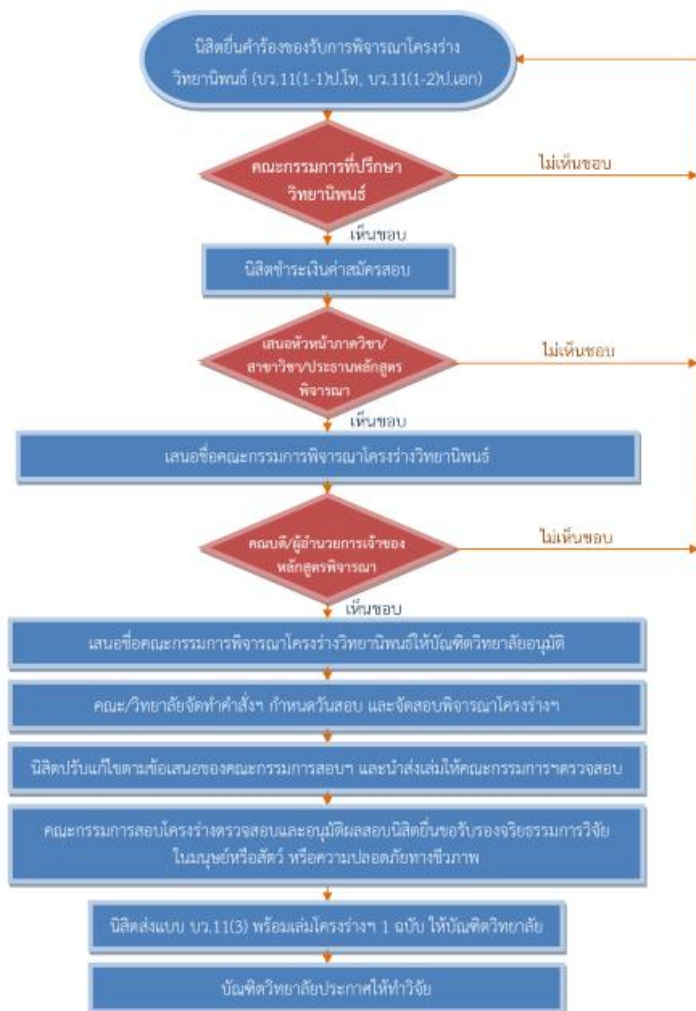 นิสิตยื่นคำร้องของรับการพิจารณาโครงร่าง
วิทยานิพนธ์ (บว.11(1-1)ป.โท, บว.11(1-2)ป.เอก)
คณะกรรมการที่ปรึกษา
วิทยานิพนธ์
ไม่เห็นชอบ
เห็นชอบ
นิสิตชำระเงินค่าสมัครสอบ
เสนอหัวหน้าภาควิชา/
สาขาวิชา/ประธานหลักสูตร
พิจารณา
ไม่เห็นชอบ
เห็นชอบ
เสนอชื่อคณะกรรมการพิจารณาโครงร่างวิทยานิพนธ์
คณบดี/ผู้อำนวยการเจ้าของ
หลักสูตรพิจารณา
ไม่เห็นชอบ
เห็นชอบ
เสนอชื่อคณะกรรมการพิจารณาโครงร่างวิทยานิพนธ์ให้บัณฑิตวิทยาลัยอนุมัติ
คณะ/วิทยาลัยจัดทำคำสั่งฯ กำหนดวันสอบ และจัดสอบพิจารณาโครงร่างฯ
นิสิตปรับแก้ไขตามข้อเสนอของคณะกรรมการสอบฯ และนำส่งเล่มให้คณะกรรมการฯตรวจสอบ
คณะกรรมการสอบโครงร่างตรวจสอบและอนุมัติผลสอบนิสิตยื่นขอรับรองจริยธรรมการวิจัย
ในมนุษย์หรือสัตว์ หรือความปลอดภัยทางชีวภาพ
นิสิตส่งแบบ บว.11(3) พร้อมเล่มโครงร่างฯ 1 ฉบับ ให้บัณฑิตวิทยาลัย
บัณฑิตวิทยาลัยประกาศให้ทำวิจัย